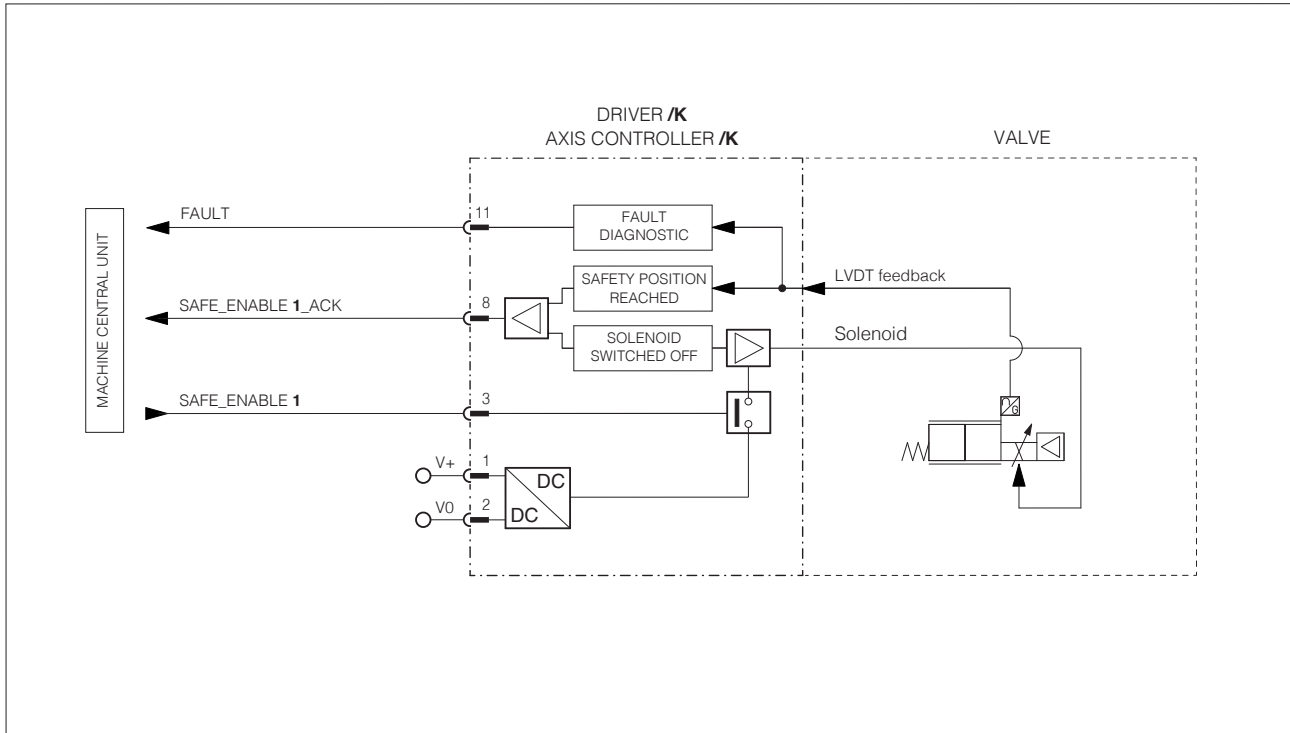 DRIVER /K
AXIS CONTROLLER /K
VALVE
MACHINE CENTRAL UNIT
FAULT
11
FAULT
DIAGNOSTIC
SAFETY POSITION
REACHED
LVDT feedback
SAFE_ENABLE 1_ACK
8
SOLENOID
SWITCHED OFF
Solenoid
SAFE_ENABLE 1
3
G
V+
1
DC
DC
V0
2